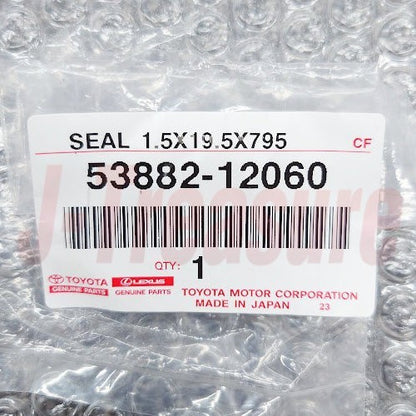 SEAL 1.5X19.5X795 CF
53882-12060
QTY: 1
TOYOTA LEXUS
GENUINE PARTS GENUINE PARTS
TOYOTA MOTOR CORPORATION
MADE IN JAPAN 23
J-Treasure